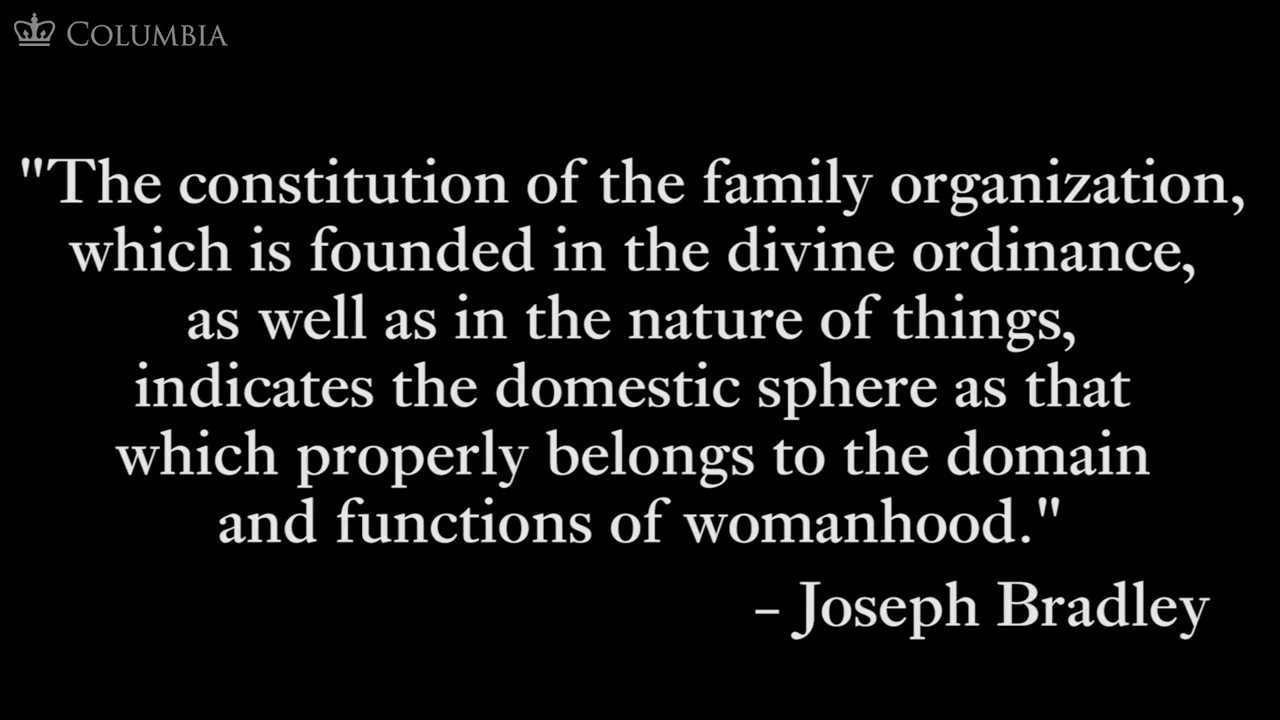 COLUMBIA
"The constitution of the family organization,
which is founded in the divine ordinance,
as well as in the nature of things,
indicates the domestic sphere as that
which properly belongs to the domain
and functions of womanhood."
– Joseph Bradley